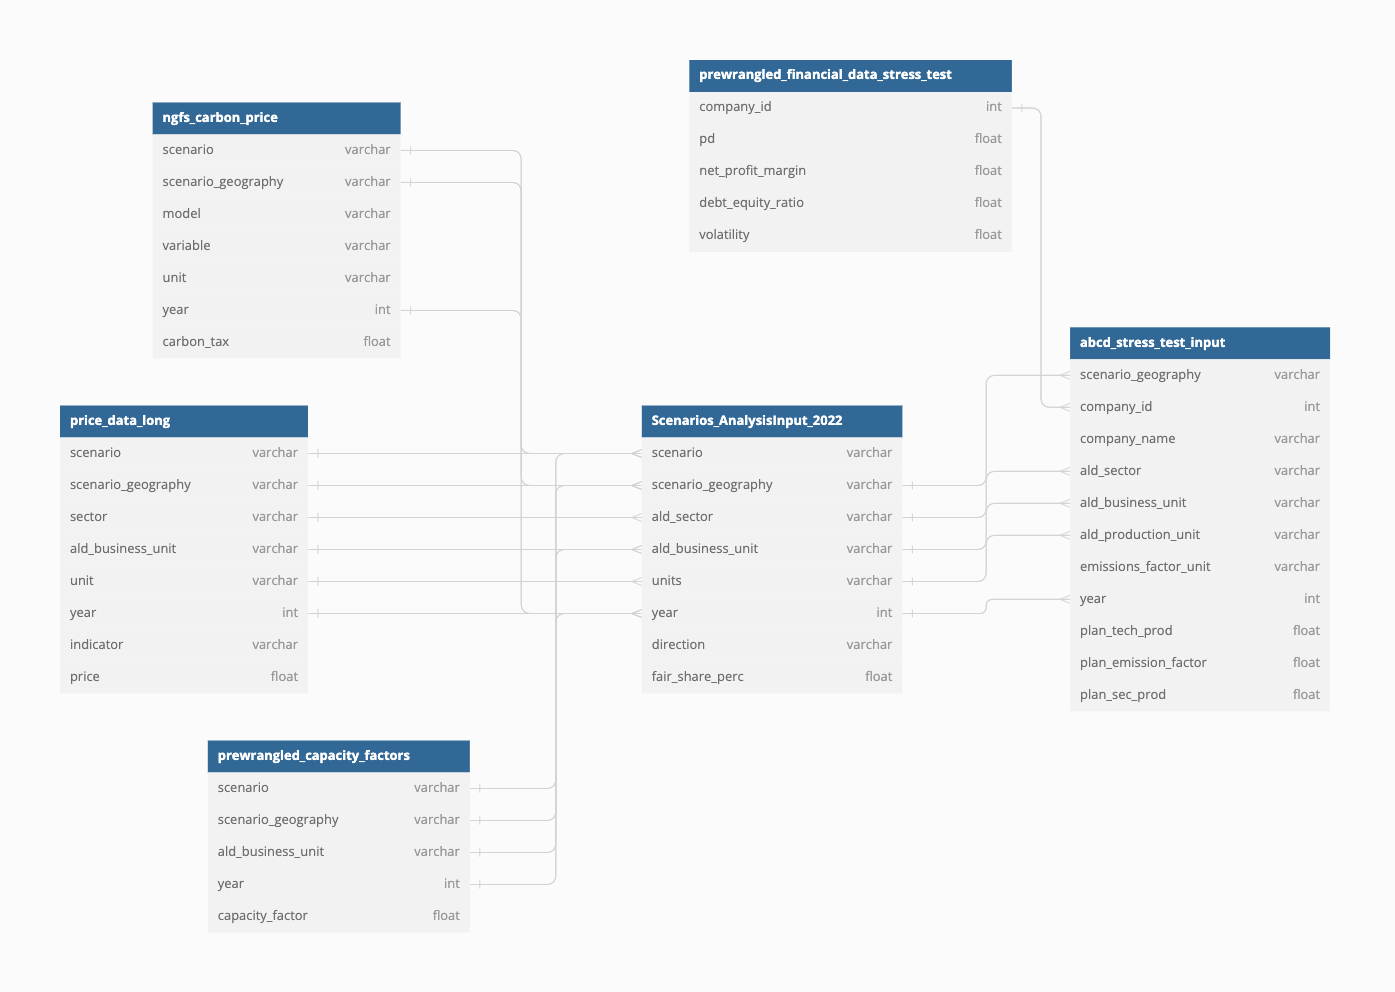 prewrangled_financial_data_stress_test
company_id int
pd float
net_profit_margin float
debt_equity_ratio float
volatility float
ngfs_carbon_price
scenario varchar
scenario_geography varchar
model varchar
variable varchar
unit varchar
year int
carbon_tax float
abcd_stress_test_input
scenario_geography varchar
company_id int
company_name varchar
ald_sector varchar
ald_business_unit varchar
ald_production_unit varchar
emissions_factor_unit varchar
year int
plan_tech_prod float
plan_emission_factor float
plan_sec_prod float
price_data_long
scenario varchar
scenario_geography varchar
sector varchar
ald_business_unit varchar
unit varchar
year int
indicator varchar
price float
Scenarios_AnalysisInput_2022
scenario varchar
scenario_geography varchar
ald_sector varchar
ald_business_unit varchar
units varchar
year int
direction varchar
fair_share_perc float
prewrangled_capacity_factors
scenario varchar
scenario_geography varchar
ald_business_unit varchar
year int
capacity_factor float